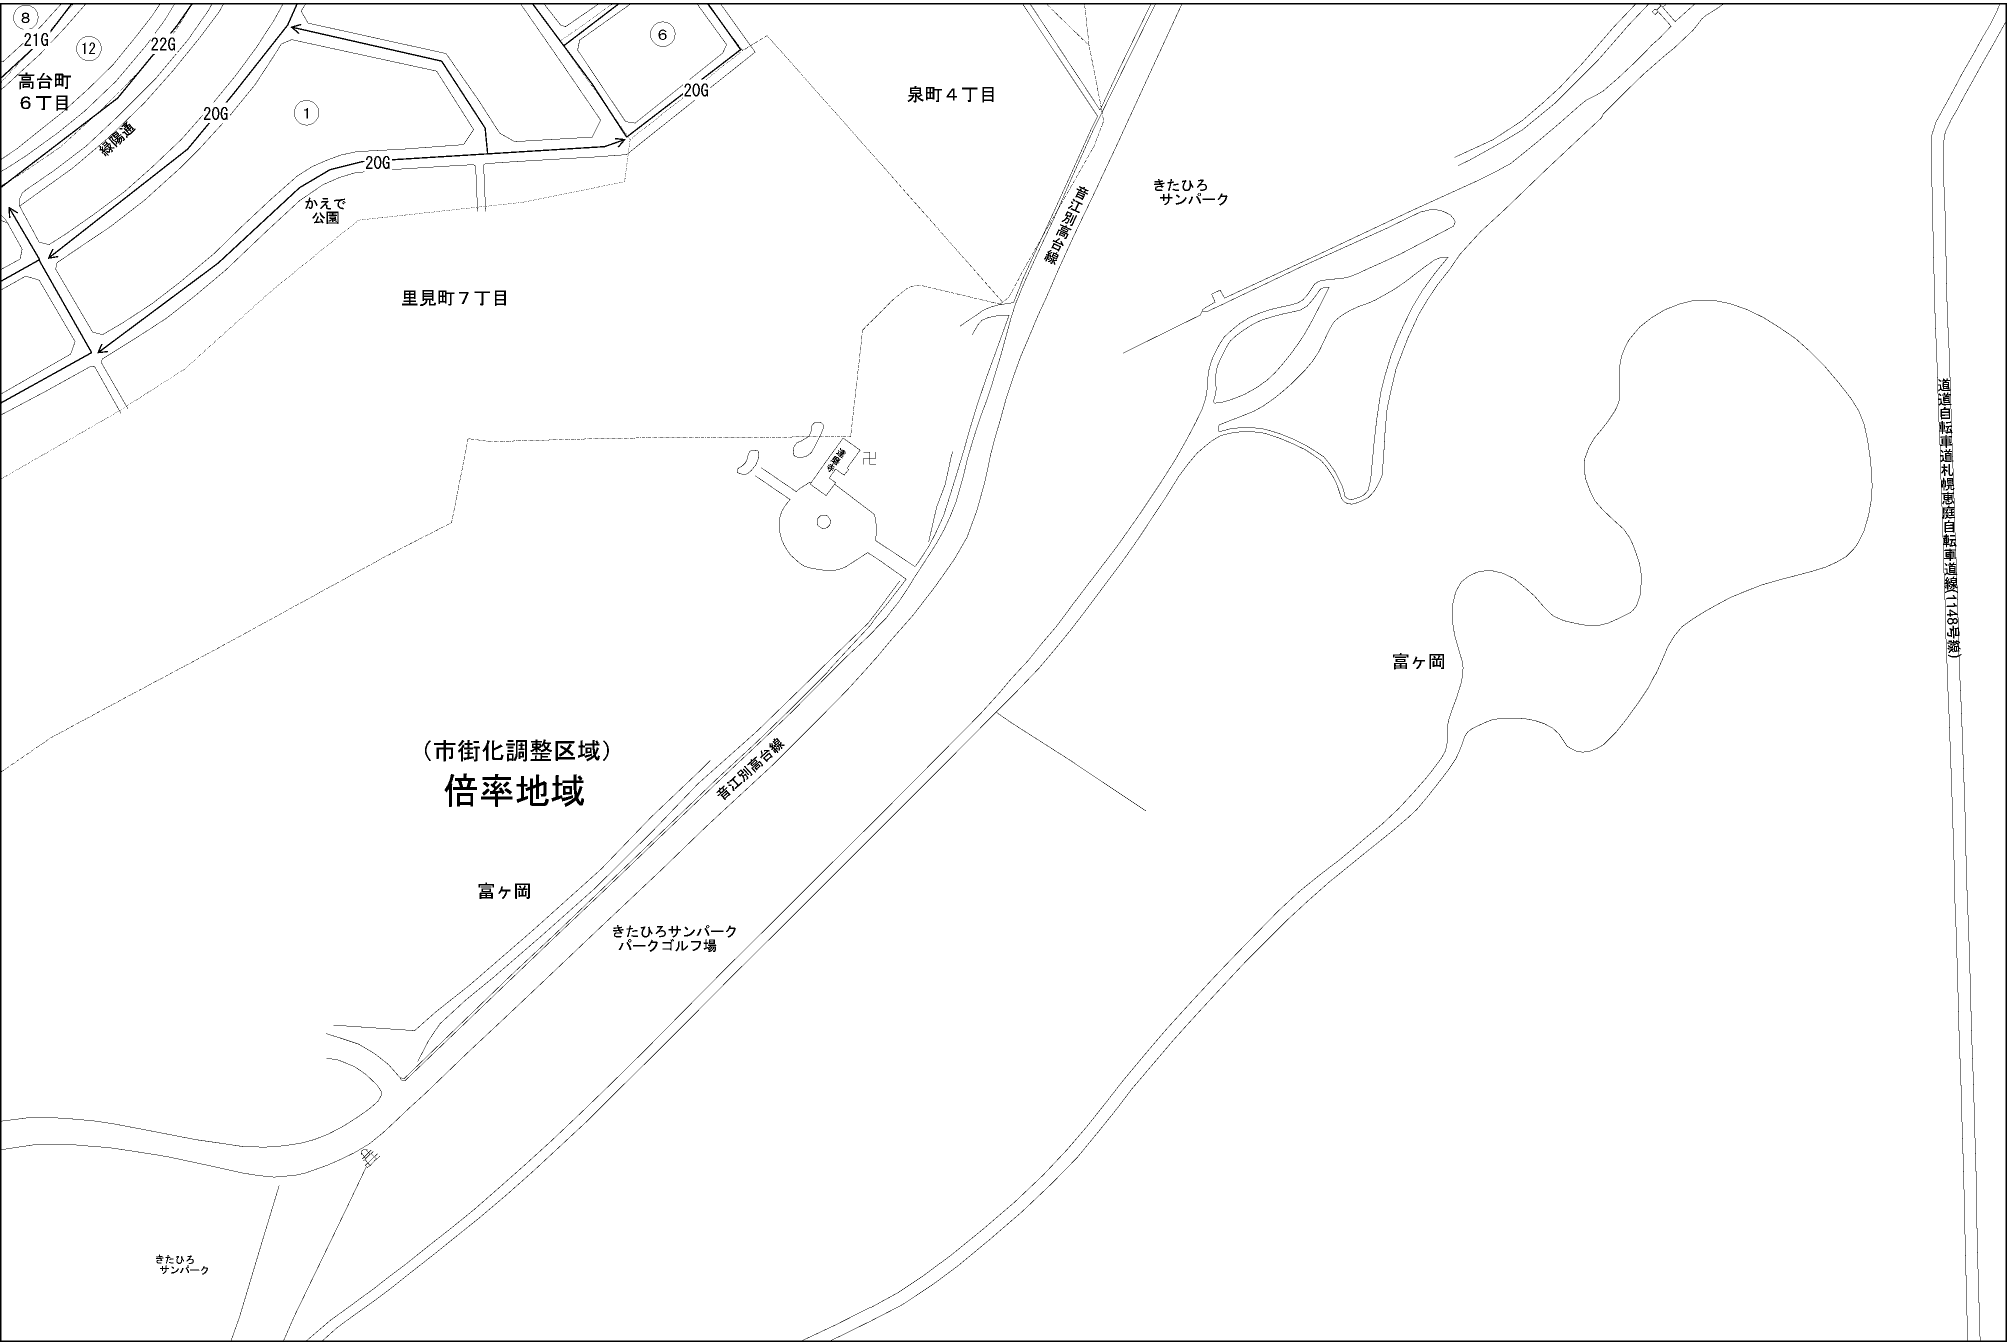 8
21G
12
22G
高台町
6丁目
緑陽通
20G
1
6
20G
20G
かえで
公園
里見町7丁目
泉町4丁目
音江別高台線
きたひろ
サンパーク
道道自転車道札幌恵庭自転車道線(1148号線)
富ヶ岡
(市街化調整区域)
倍率地域
音江別高台線
富ヶ岡
きたひろサンパーク
パークゴルフ場
きたひろ
サンパーク